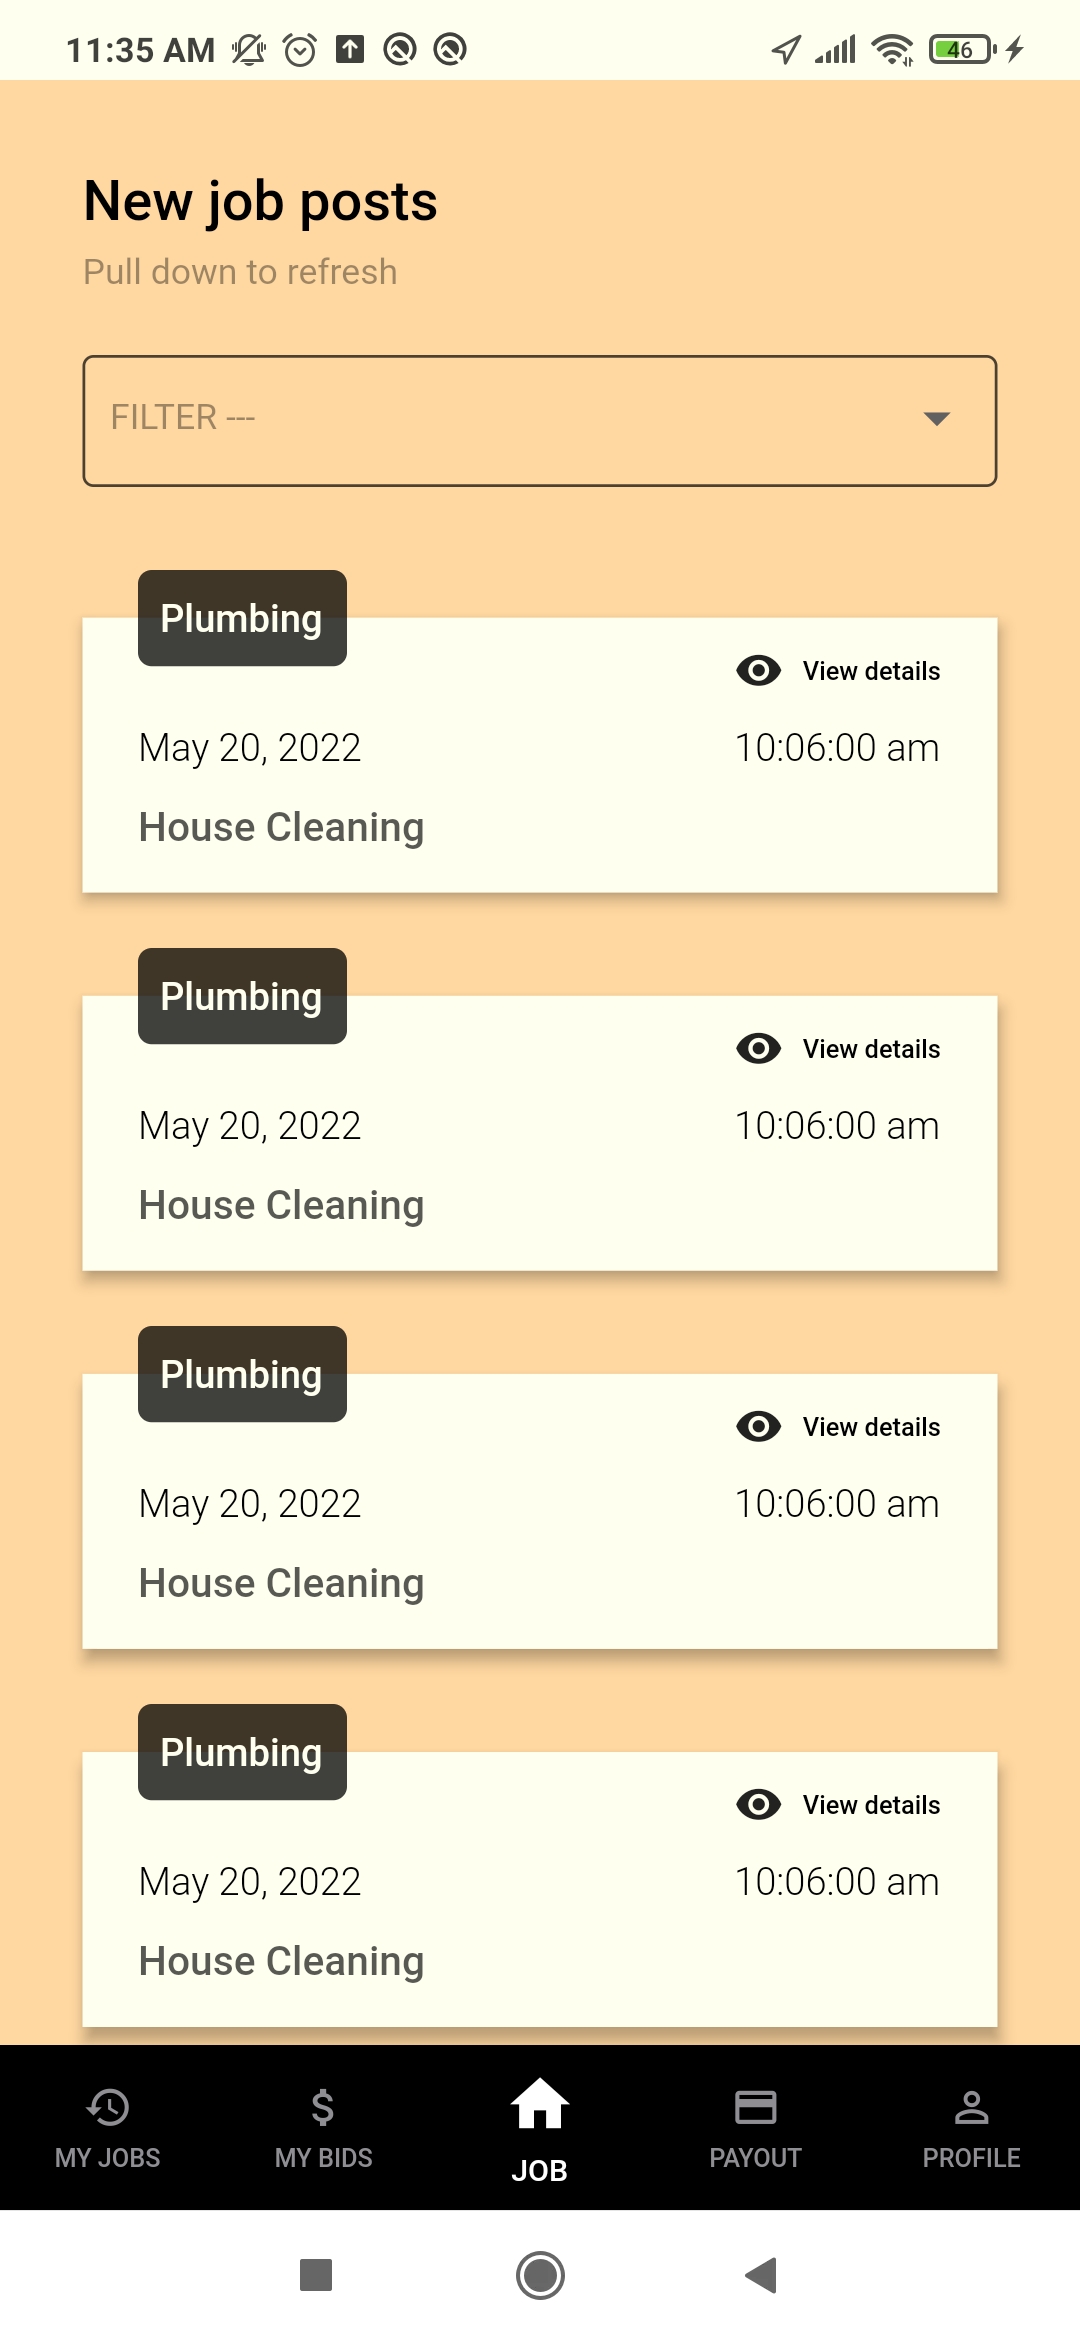 11:35 AM
46
New job posts
Pull down to refresh
FILTER ---
Plumbing
View details
May 20, 2022 10:06:00 am
House Cleaning
Plumbing
View details
May 20, 2022 10:06:00 am
House Cleaning
Plumbing
View details
May 20, 2022 10:06:00 am
House Cleaning
Plumbing
View details
May 20, 2022 10:06:00 am
House Cleaning
MY JOBS MY BIDS JOB PAYOUT PROFILE